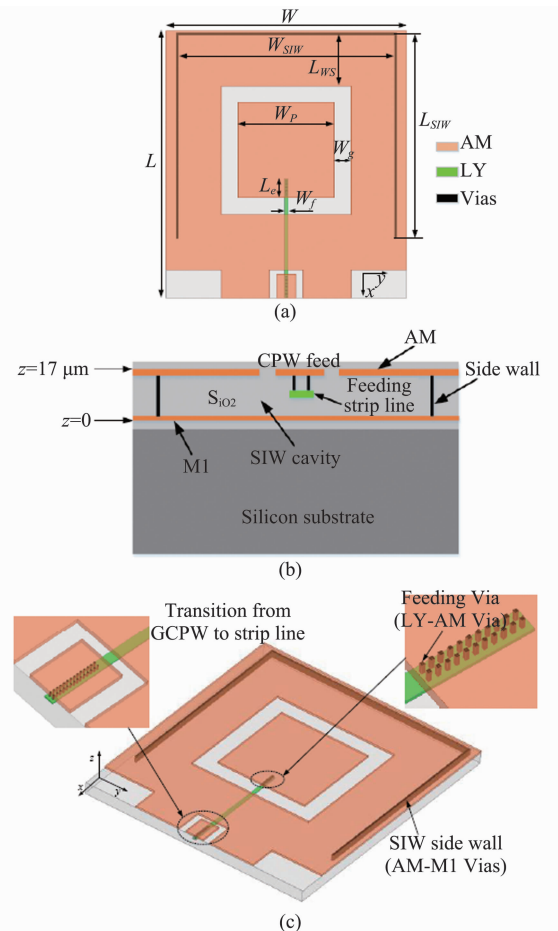 W
W_SIW
L_WS
L
W_P
W_g
L_SIW
L_e
W_f
AM
LY
Vias
y
x
(a)
AM
CPW feed
z=17 μm
Side wall
Feeding
strip line
S_iO2
z=0
M1
SIW cavity
Silicon substrate
(b)
Transition from
GCPW to strip line
Feeding Via
(LY-AM Via)
z
x
y
SIW side wall
(AM-M1 Vias)
(c)